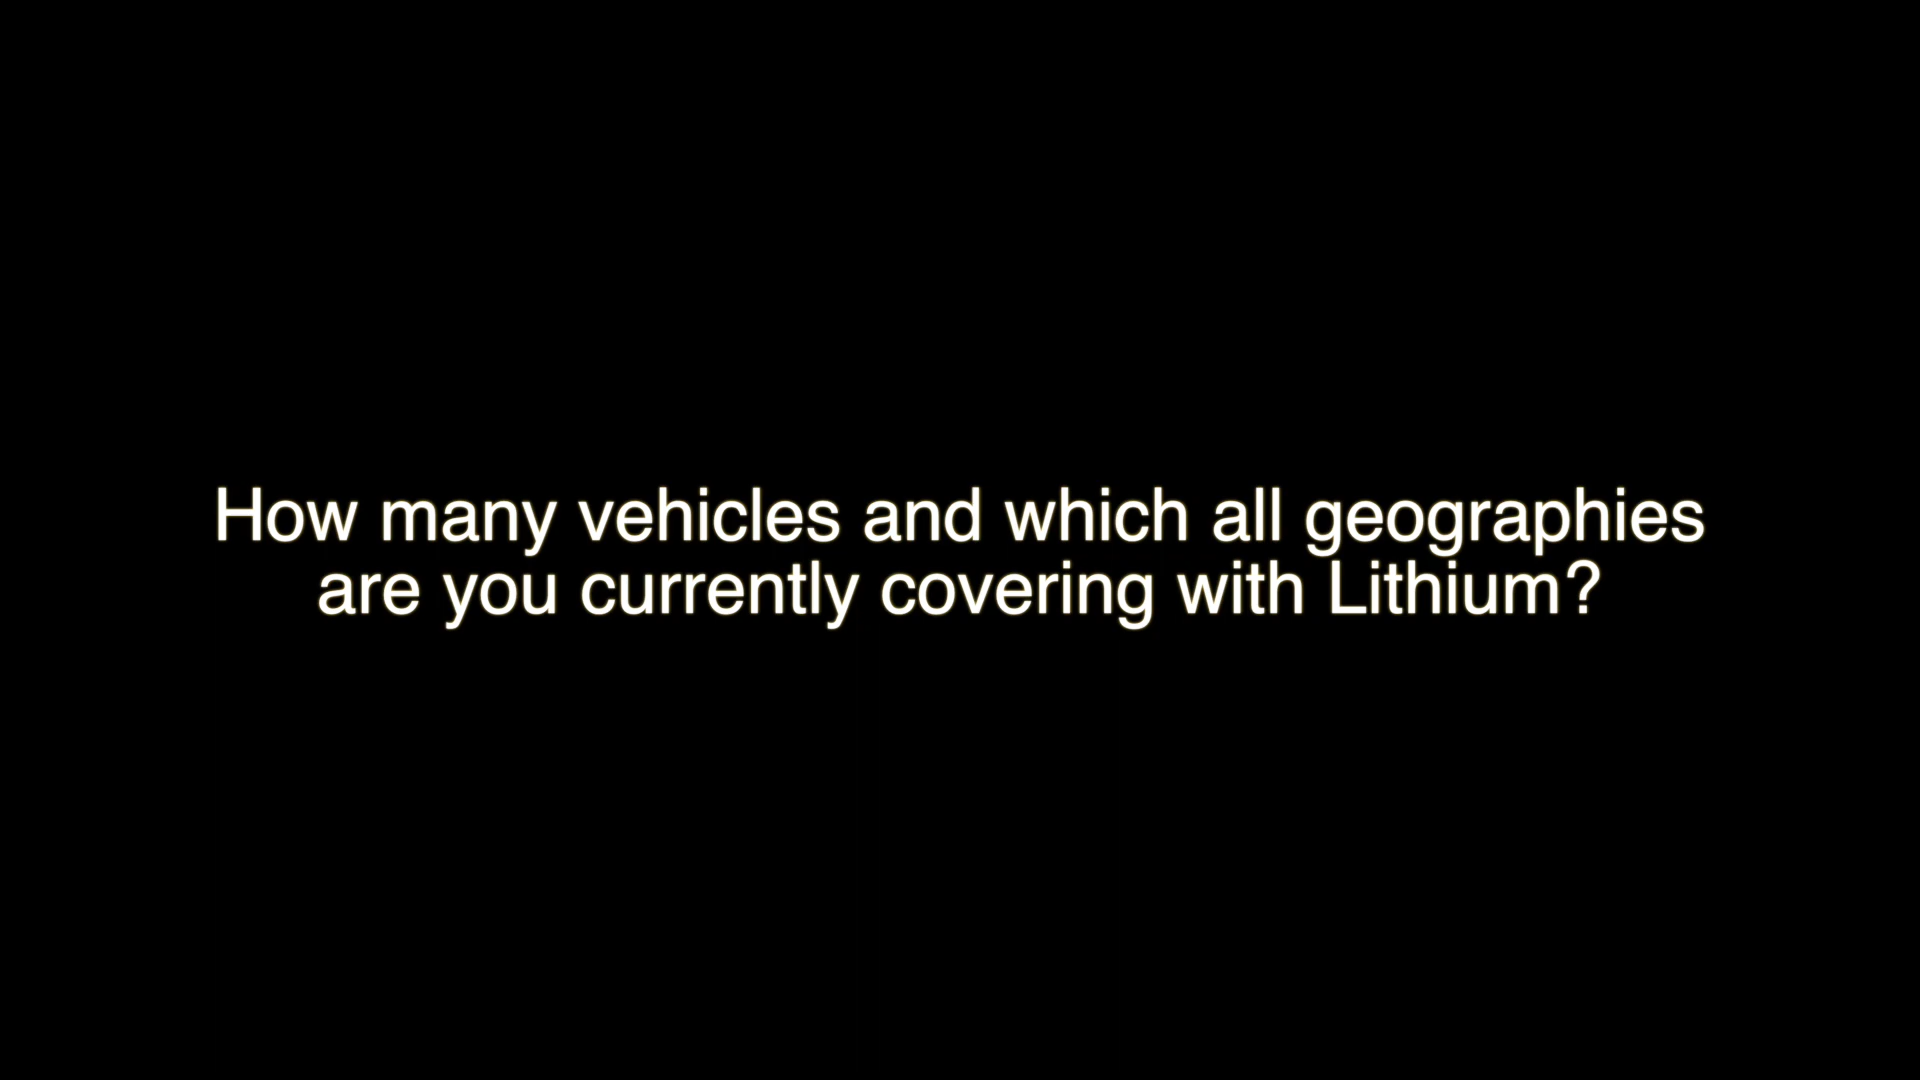 How many vehicles and which all geographies
are you currently covering with Lithium?